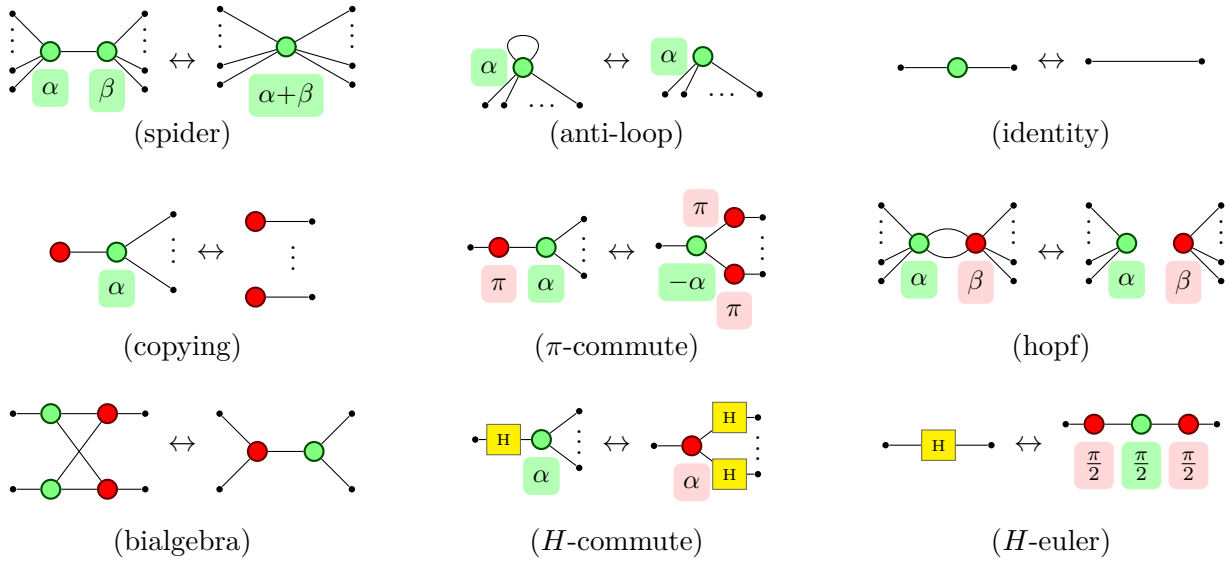 α β ↔ α+β
(spider)
α ↔ α
(anti-loop)
↔
(identity)
α ↔
(copying)
π α ↔ π −α π
(π-commute)
α β ↔ α β
(hopf)
↔
(bialgebra)
H α ↔ α H H
(H-commute)
H ↔ π/2 π/2 π/2
(H-euler)